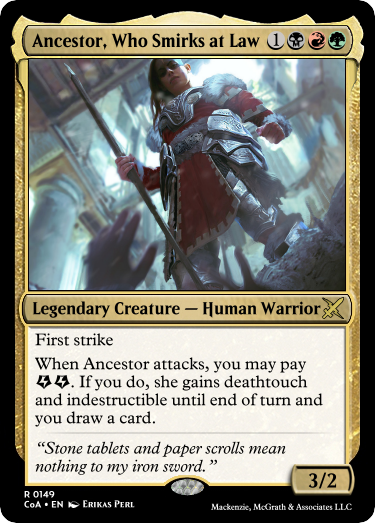 Ancestor, Who Smirks at Law 1
Legendary Creature — Human Warrior
First strike
When Ancestor attacks, you may pay
. If you do, she gains deathtouch
and indestructible until end of turn and
you draw a card.
“Stone tablets and paper scrolls mean
nothing to my iron sword.”
3/2
R 0149
CoA • EN Erikas Perl
Mackenzie, McGrath & Associates LLC